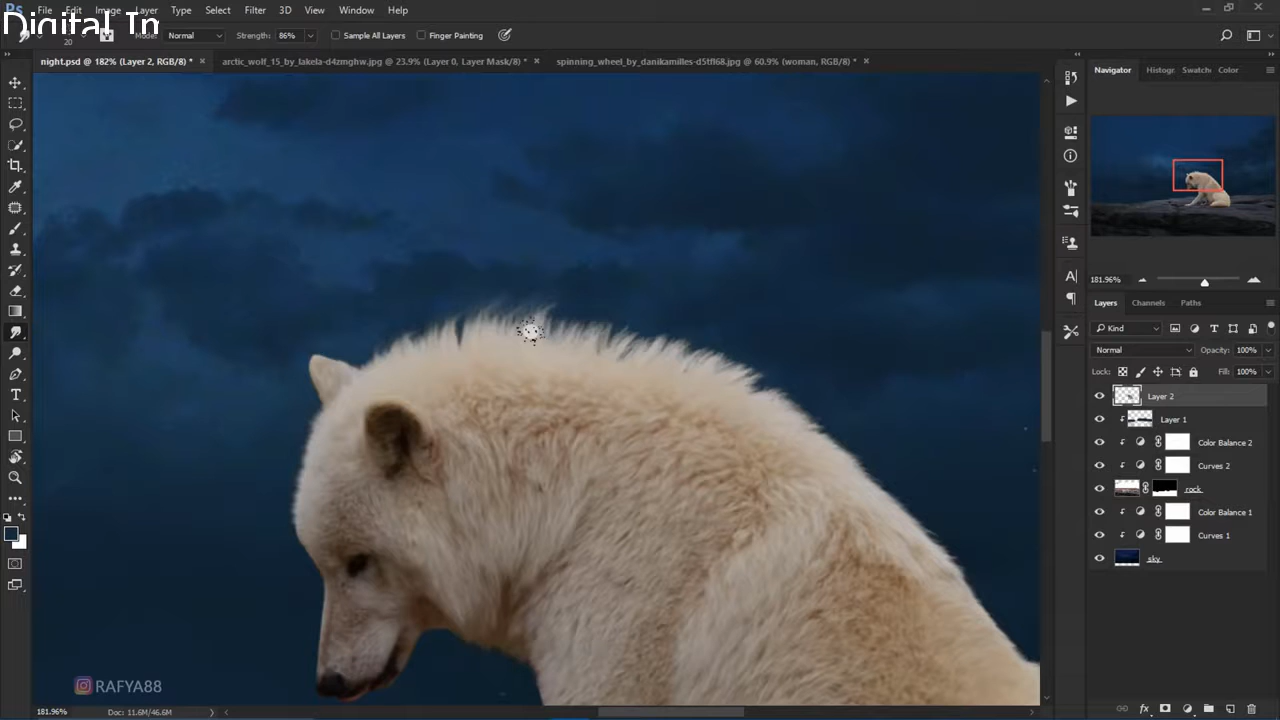 Ps File Edit Image Layer Type Select Filter 3D View Window Help
Digital Im
20 Mode: Normal Strength: 86% Sample All Layers Finger Painting
night.psd @ 182% (Layer 2, RGB/8) * arctic_wolf_15_by_lakela-d4zmghw.jpg @ 23.9% (Layer 0, Layer Mask/8) * spinning_wheel_by_danikamilles-d5tfl68.jpg @ 60.9% (woman, RGB/8) *
Navigator Histogr Swatch Color
181.96%
Layers Channels Paths
Kind
Normal Opacity: 100%
Lock: Fill: 100%
Layer 2
Layer 1
Color Balance 2
Curves 2
rock
Color Balance 1
Curves 1
sky
RAFYA88
181.96% Doc: 11.6M/46.6M